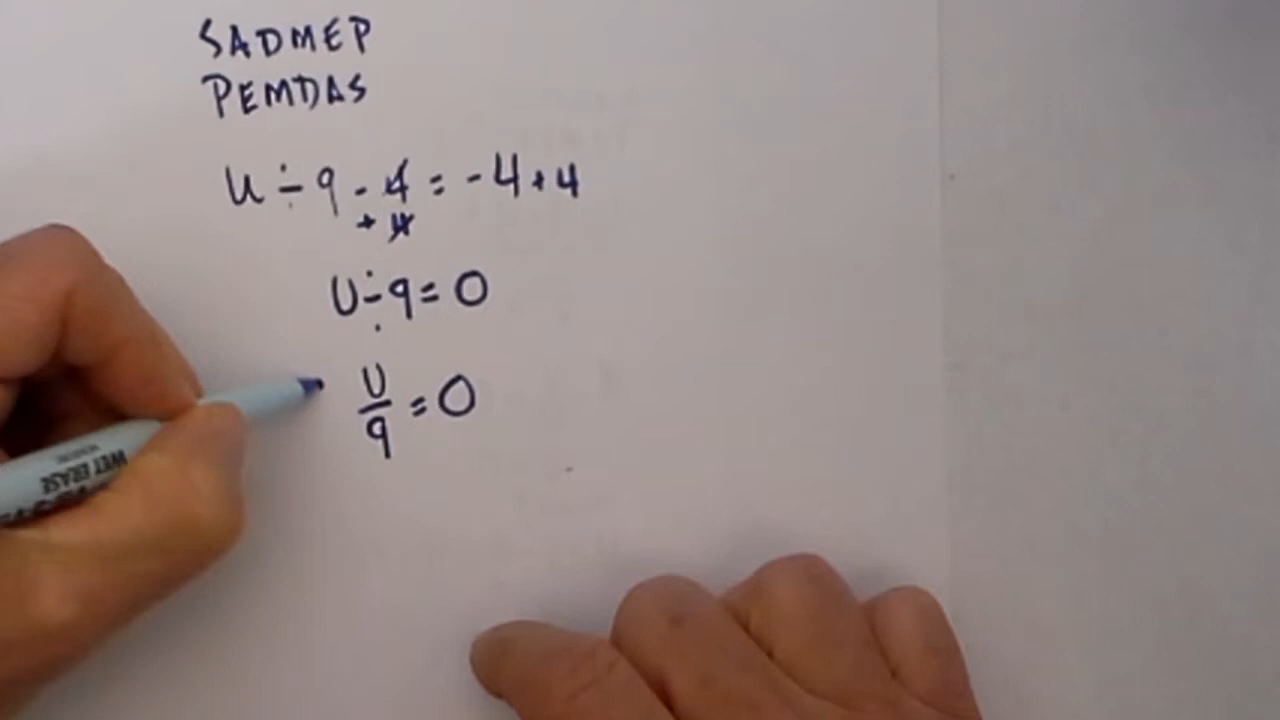 SADMEP
PEMDAS
u ÷ 9 - 4 = -4 + 4
+ 4
U ÷ 9 = 0
U
9 = 0
WET ERASE